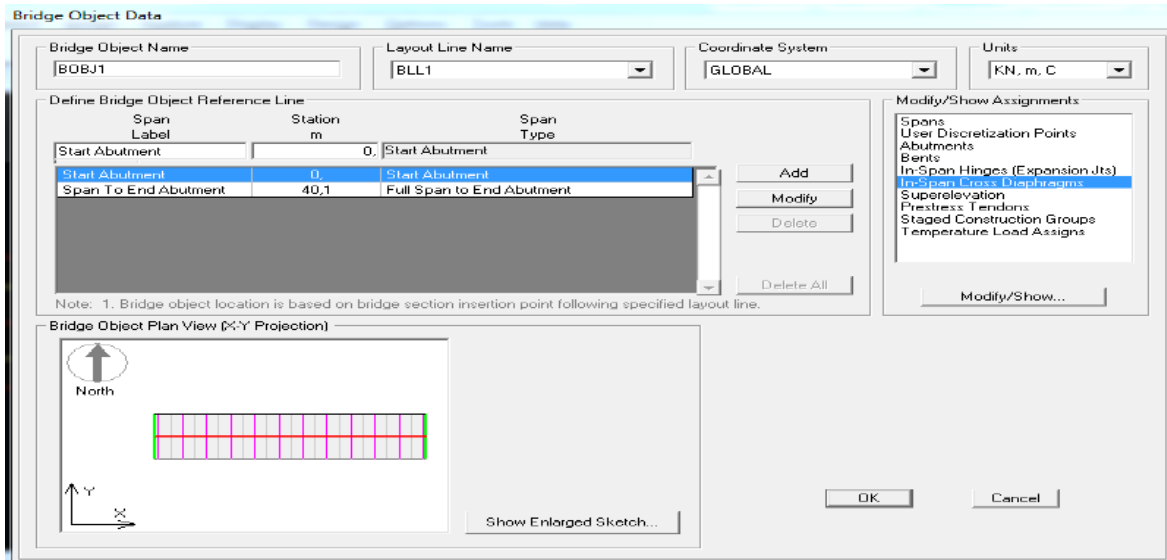 Bridge Object Data
Bridge Object Name
BOBJ1
Layout Line Name
BLL1
Coordinate System
GLOBAL
Units
KN, m, C
Define Bridge Object Reference Line
Span Label
Station m
Span Type
Start Abutment 0, Start Abutment
Start Abutment 0, Start Abutment
Span To End Abutment 40,1 Full Span to End Abutment
Add
Modify
Delete
Delete All
Note: 1. Bridge object location is based on bridge section insertion point following specified layout line.
Modify/Show Assignments
Spans
User Discretization Points
Abutments
Bents
In-Span Hinges (Expansion Jts)
In-Span Cross Diaphragms
Superelevation
Prestress Tendons
Staged Construction Groups
Temperature Load Assigns
Modify/Show...
Bridge Object Plan View (X-Y Projection)
North
Y
X
Show Enlarged Sketch...
OK
Cancel